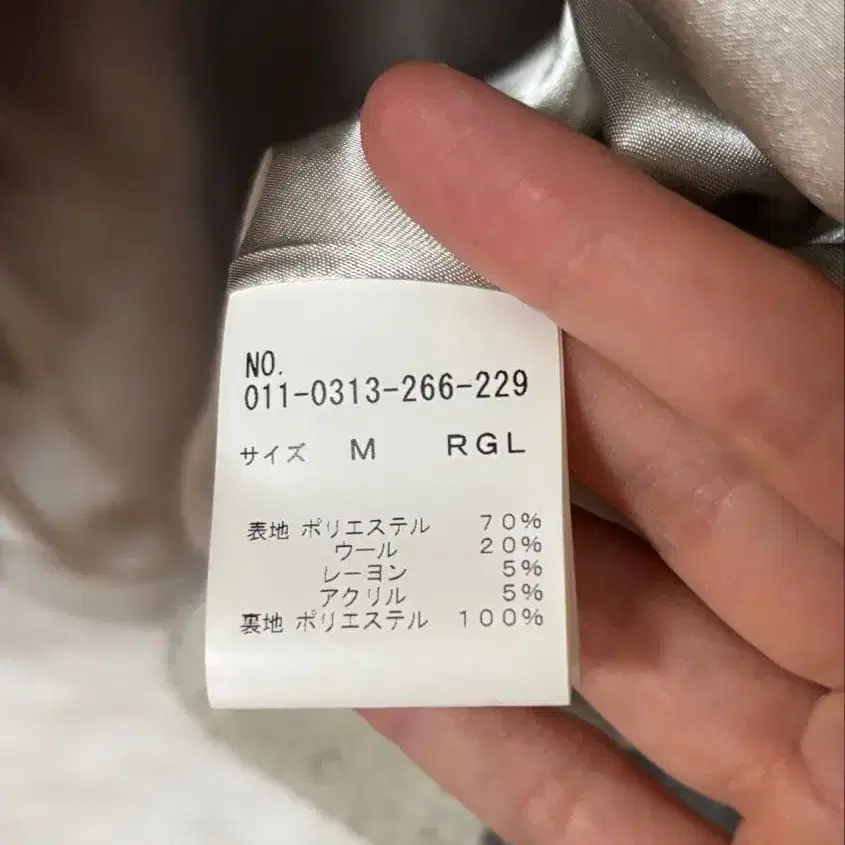 NO.
011-0313-266-229
サイズ M RGL
表地 ポリエステル 70%
ウール 20%
レーヨン 5%
アクリル 5%
裏地 ポリエステル 100%